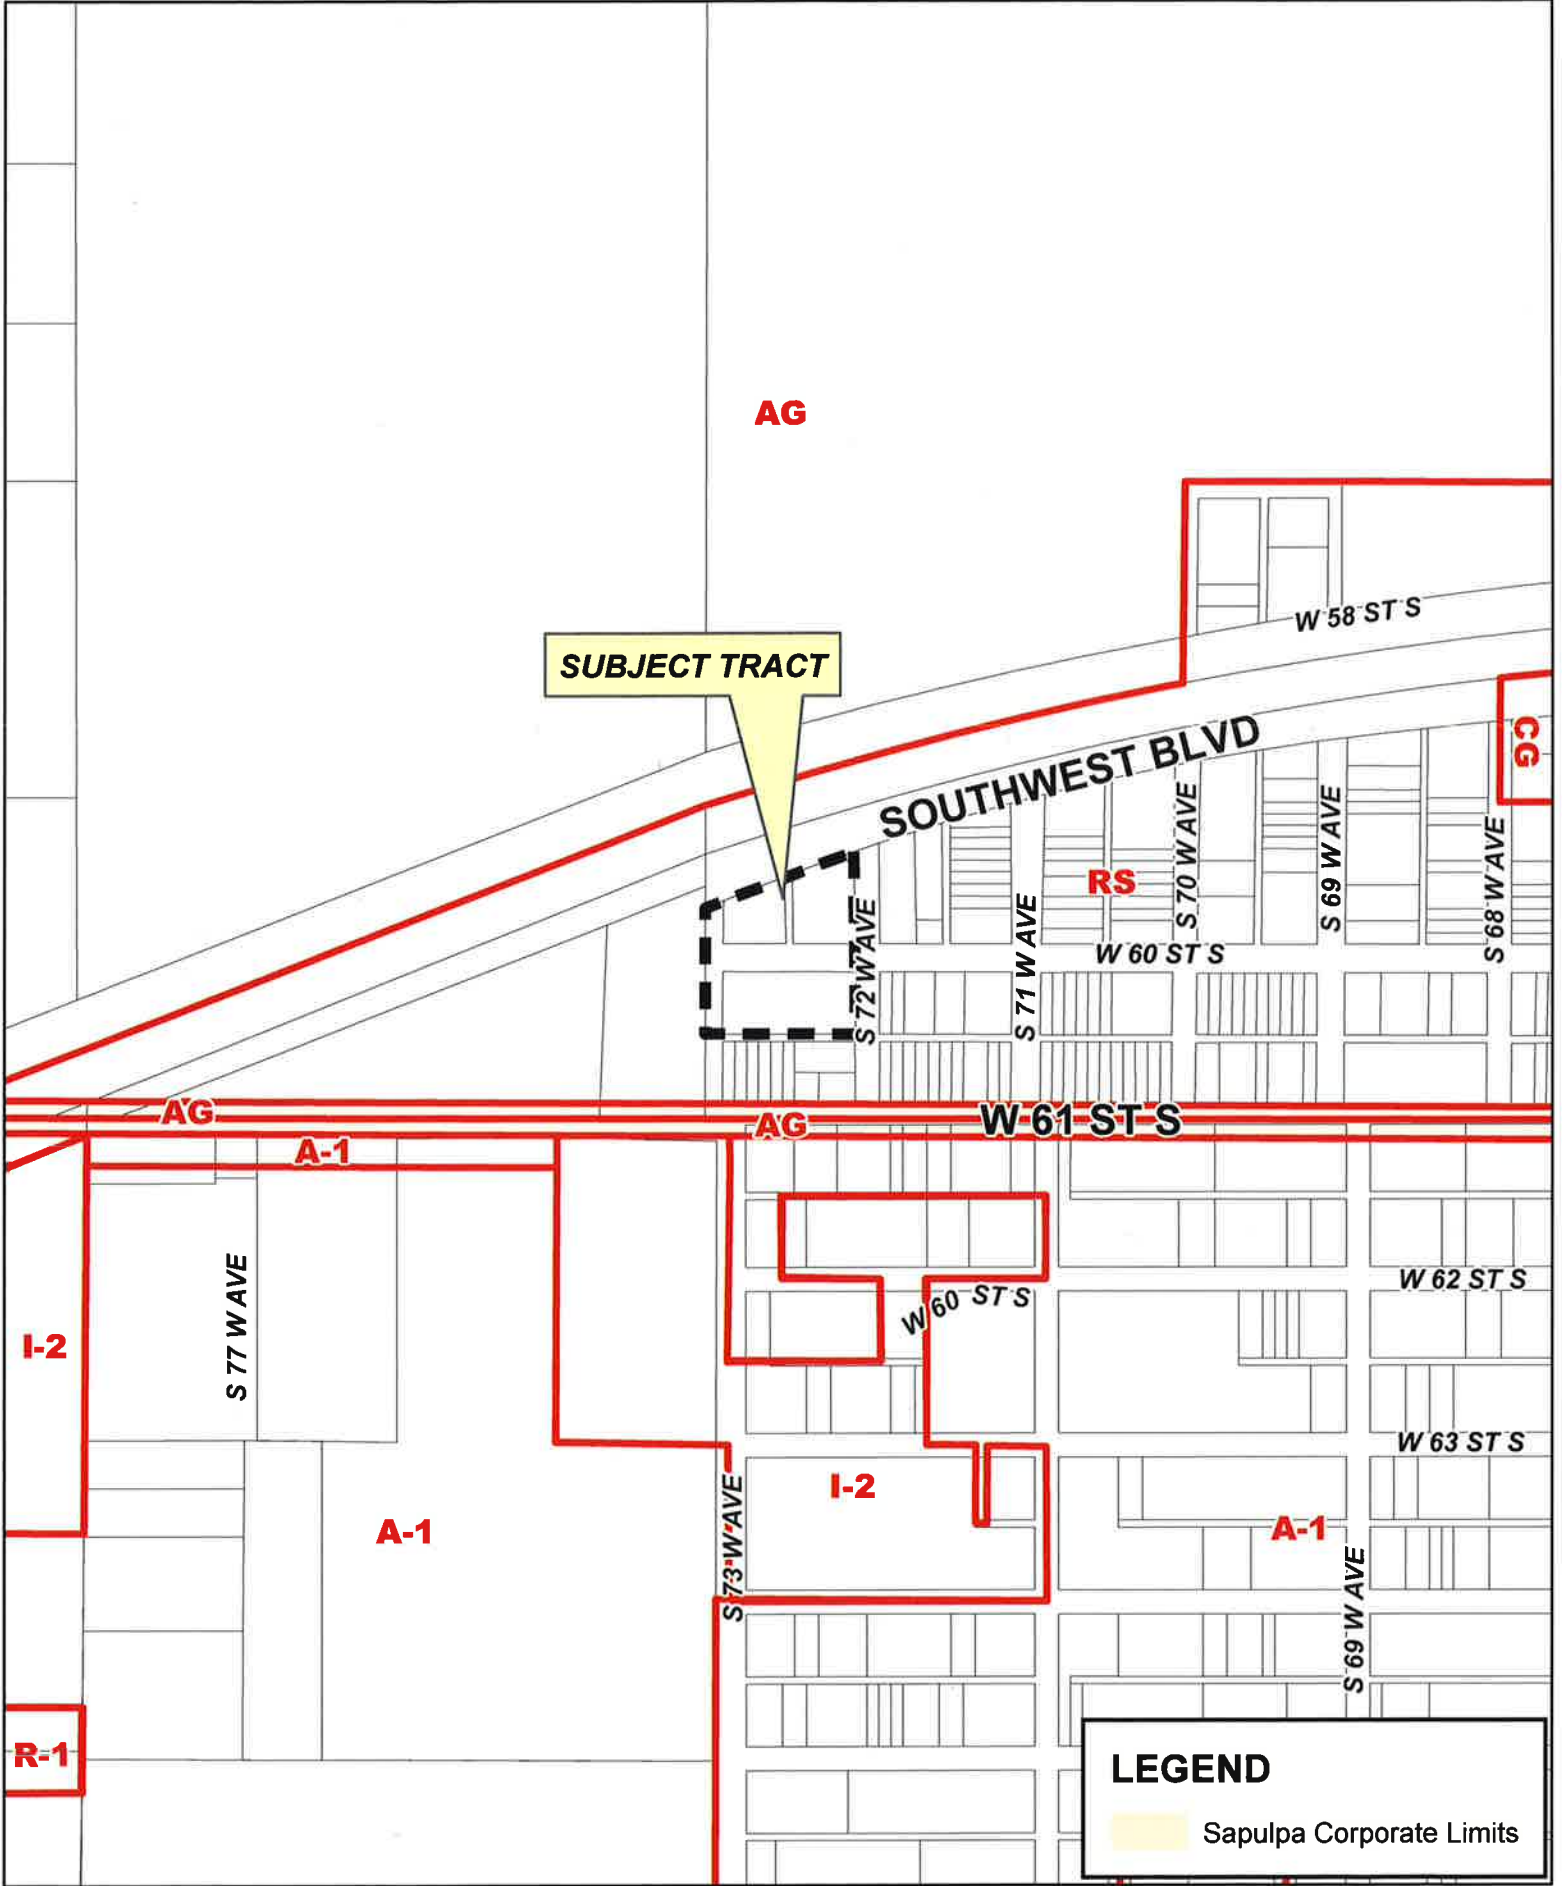 AG
W 58 ST S
SUBJECT TRACT
CG
SOUTHWEST BLVD
S 70 W AVE
S 69 W AVE
S 68 W AVE
RS
S 72 W AVE
S 71 W AVE
W 60 ST S
AG
AG
W 61 ST S
A-1
W 62 ST S
W 60 ST S
S 77 W AVE
I-2
W 63 ST S
I-2
S 73 W AVE
A-1
A-1
S 69 W AVE
R-1
LEGEND
Sapulpa Corporate Limits